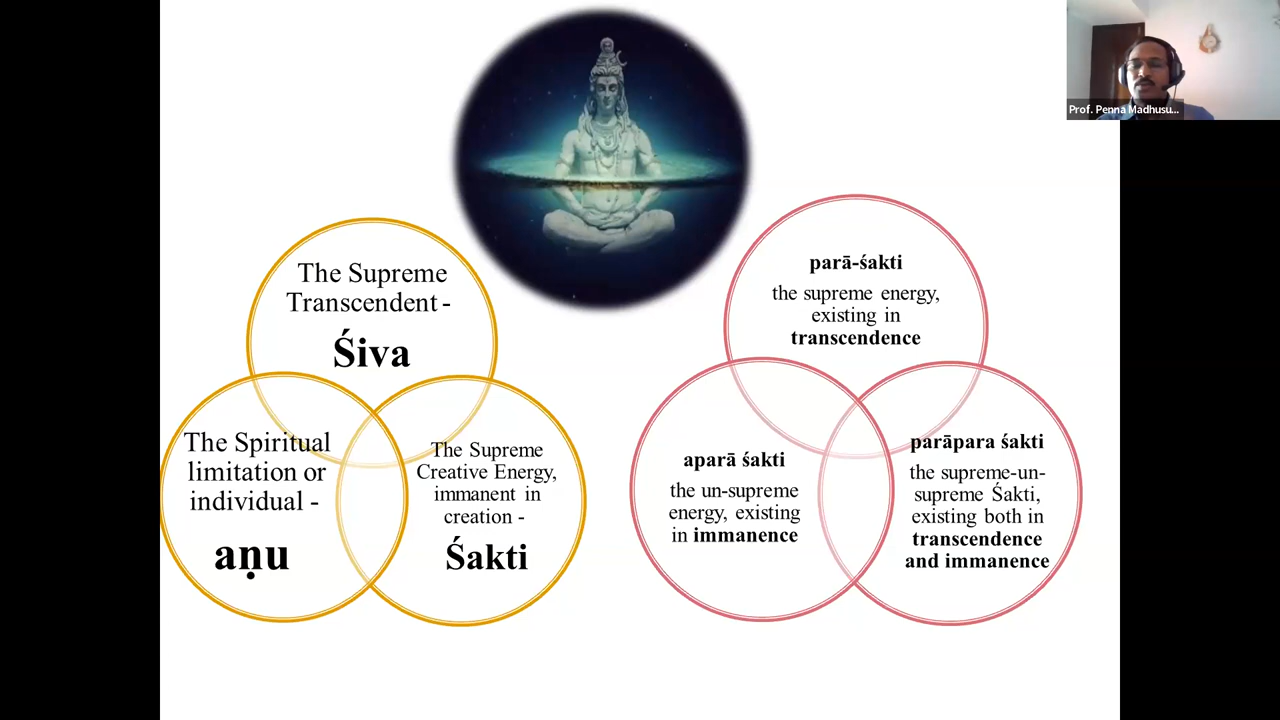 The Supreme
Transcendent -
Śiva
The Spiritual
limitation or
individual -
aṇu
The Supreme
Creative Energy,
immanent in
creation -
Śakti
parā-śakti
the supreme energy,
existing in
transcendence
aparā śakti
the un-supreme
energy, existing
in immanence
parāpara śakti
the supreme-un-
supreme Śakti,
existing both in
transcendence
and immanence
Prof. Penna Madhusu...